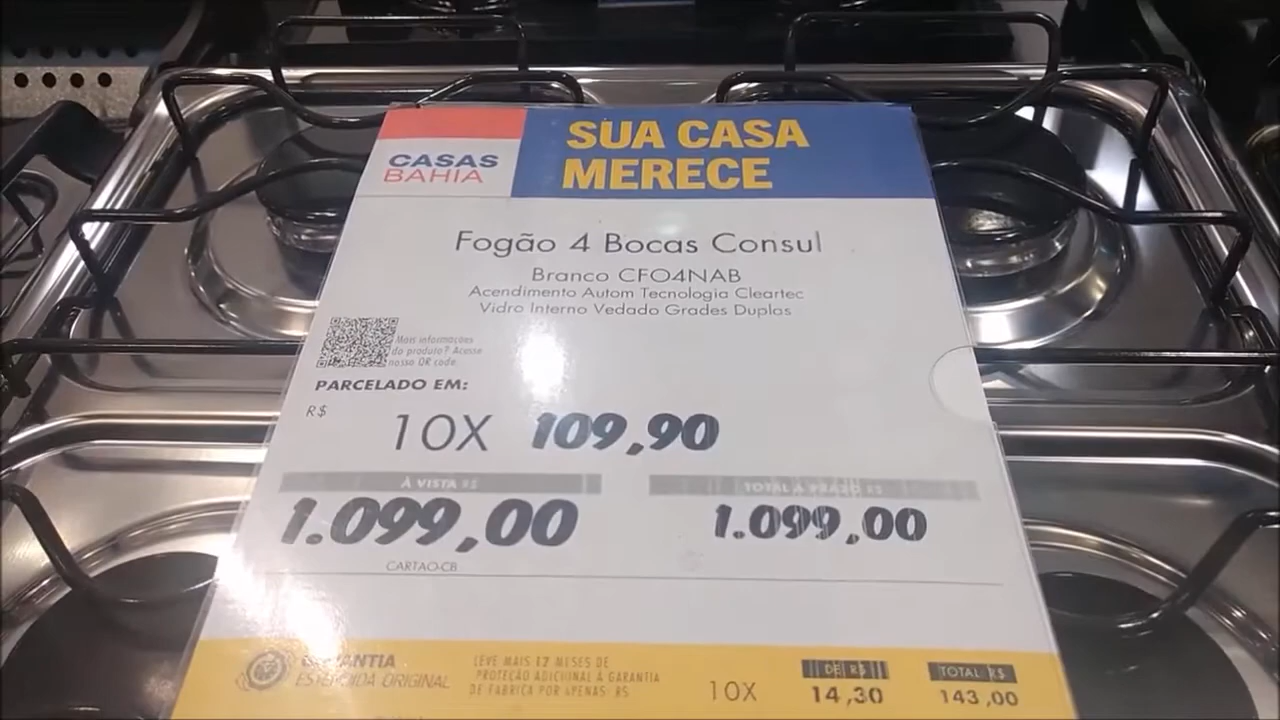 CASAS
BAHIA
SUA CASA
MERECE
Fogão 4 Bocas Consul
Branco CFO4NAB
Acendimento Autom Tecnologia Cleartec
Vidro Interno Vedado Grades Duplas
Mais informações
do produto? Acesse
nosso QR code.
PARCELADO EM:
R$
10X 109,90
À VISTA R$
1.099,00
CARTAO-CB
TOTAL A PRAZO R$
1.099,00
GARANTIA
ESTENDIDA ORIGINAL
LEVE MAIS 12 MESES DE
PROTEÇÃO ADICIONAL À GARANTIA
DE FÁBRICA POR APENAS: R$
10X
DE R$
14,30
TOTAL R$
143,00